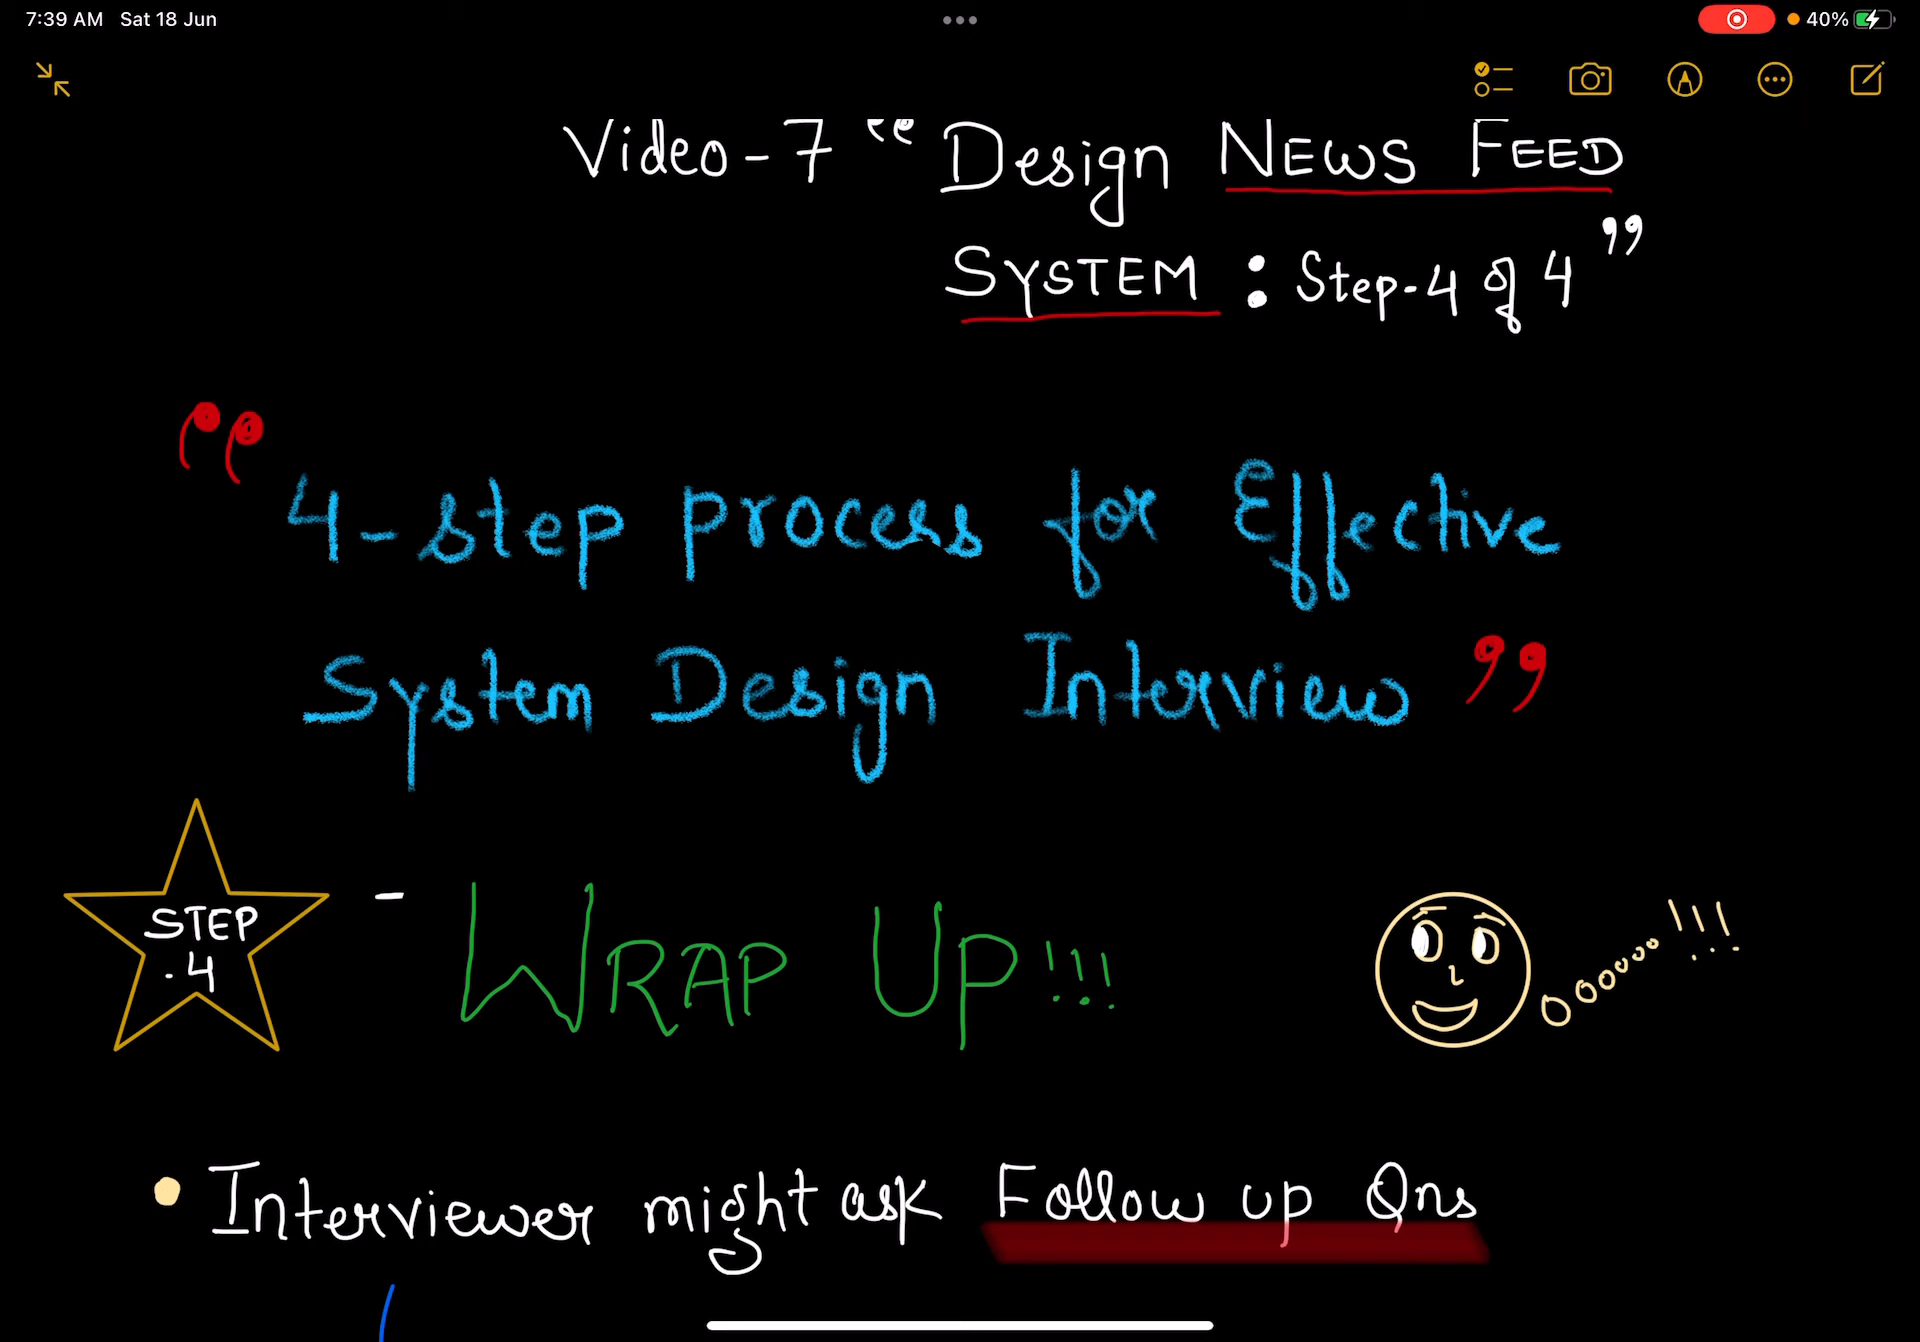 7:39 AM Sat 18 Jun
40%
Video-7 “ Design NEWS FEED
SYSTEM : Step-4 of 4 ”
“ 4-step process for Effective
System Design Interview ”
STEP
-4
- WRAP UP!!!
ooooooo !!!
• Interviewer might ask Follow up Qns